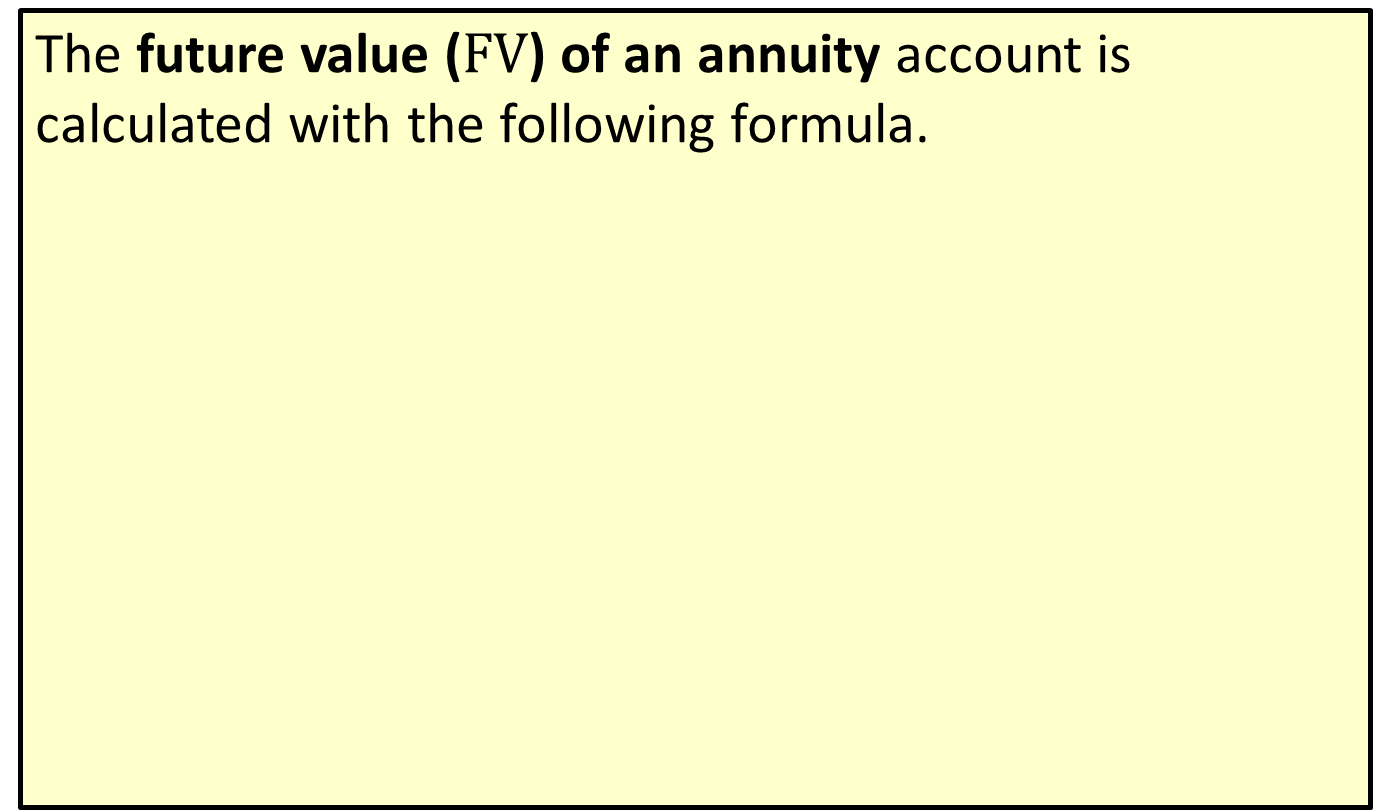 The future value (FV) of an annuity account is
calculated with the following formula.